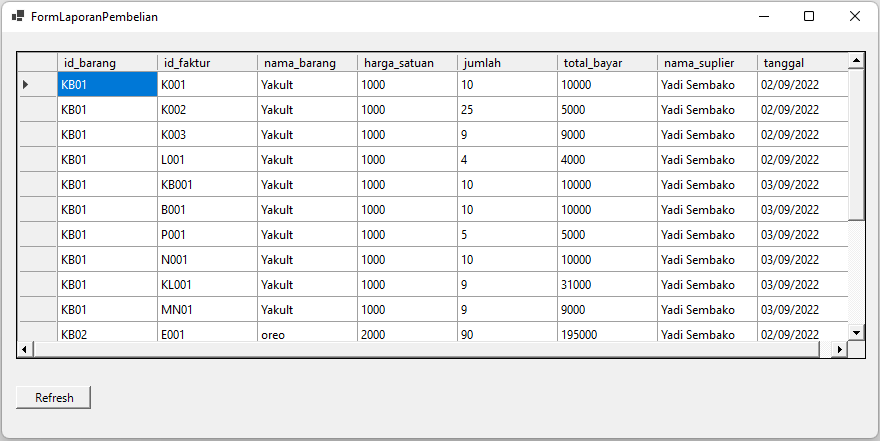 FormLaporanPembelian
id_barang id_faktur nama_barang harga_satuan jumlah total_bayar nama_suplier tanggal
KB01 K001 Yakult 1000 10 10000 Yadi Sembako 02/09/2022
KB01 K002 Yakult 1000 25 5000 Yadi Sembako 02/09/2022
KB01 K003 Yakult 1000 9 9000 Yadi Sembako 02/09/2022
KB01 L001 Yakult 1000 4 4000 Yadi Sembako 02/09/2022
KB01 KB001 Yakult 1000 10 10000 Yadi Sembako 03/09/2022
KB01 B001 Yakult 1000 10 10000 Yadi Sembako 03/09/2022
KB01 P001 Yakult 1000 5 5000 Yadi Sembako 03/09/2022
KB01 N001 Yakult 1000 10 10000 Yadi Sembako 03/09/2022
KB01 KL001 Yakult 1000 9 31000 Yadi Sembako 03/09/2022
KB01 MN01 Yakult 1000 9 9000 Yadi Sembako 03/09/2022
KB02 E001 oreo 2000 90 195000 Yadi Sembako 02/09/2022
Refresh